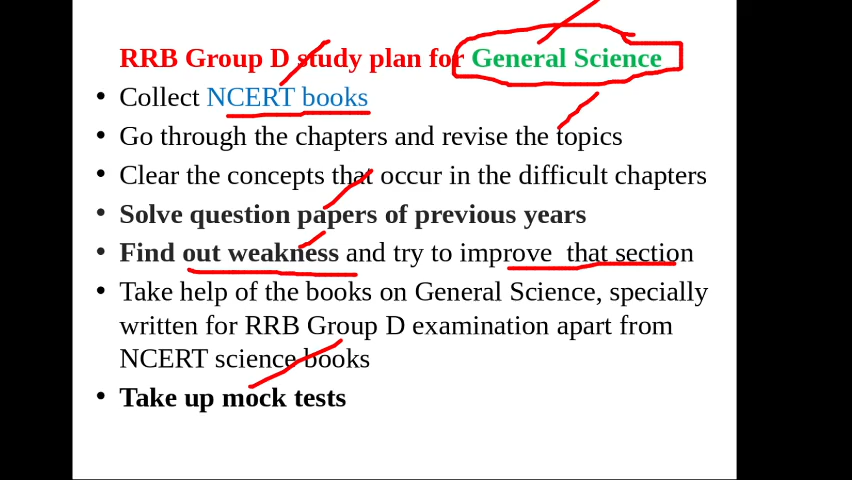 RRB Group D study plan for General Science
• Collect NCERT books
• Go through the chapters and revise the topics
• Clear the concepts that occur in the difficult chapters
• Solve question papers of previous years
• Find out weakness and try to improve that section
• Take help of the books on General Science, specially
written for RRB Group D examination apart from
NCERT science books
• Take up mock tests